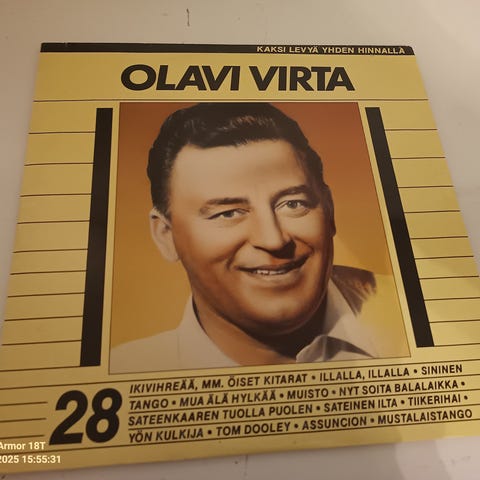 KAKSI LEVYÄ YHDEN HINNALLA
OLAVI VIRTA
28
IKIVIHREÄÄ, MM. ÖISET KITARAT • ILLALLA, ILLALLA • SININEN
TANGO • MUA ÄLÄ HYLKÄÄ • MUISTO • NYT SOITA BALALAIKKA •
SATEENKAAREN TUOLLA PUOLEN • SATEINEN ILTA • TIIKERIHAI •
YÖN KULKIJA • TOM DOOLEY • ASSUNCION • MUSTALAISTANGO
Armor 18T
2025 15:55:31